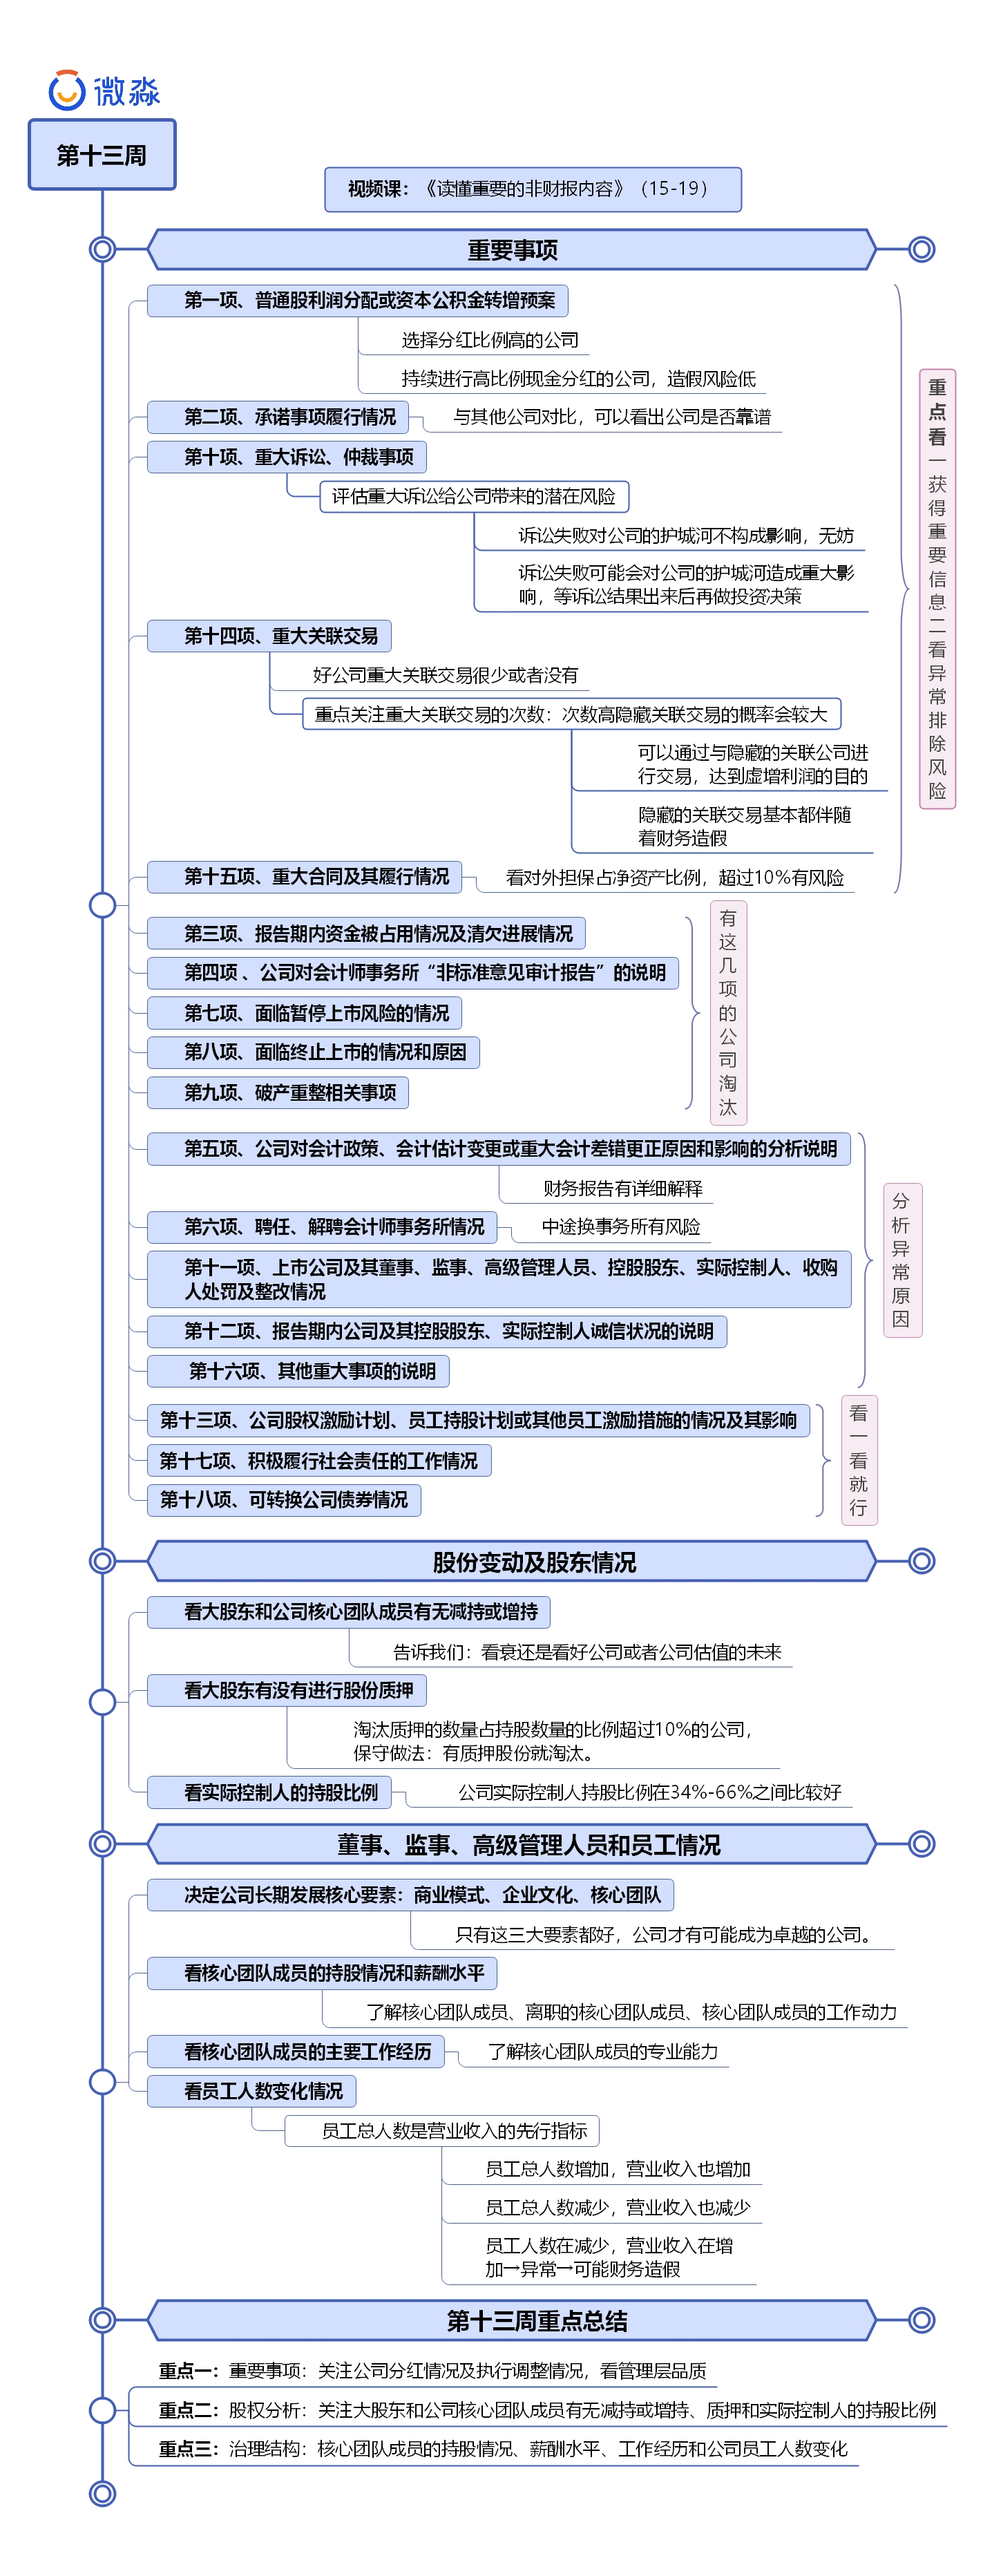 微淼
第十三周
视频课：《读懂重要的非财报内容》（15-19）
重要事项
第一项、普通股利润分配或资本公积金转增预案
选择分红比例高的公司
持续进行高比例现金分红的公司，造假风险低
第二项、承诺事项履行情况
与其他公司对比，可以看出公司是否靠谱
第十项、重大诉讼、仲裁事项
评估重大诉讼给公司带来的潜在风险
诉讼失败对公司的护城河不构成影响，无妨
诉讼失败可能会对公司的护城河造成重大影
响，等诉讼结果出来后再做投资决策
第十四项、重大关联交易
好公司重大关联交易很少或者没有
重点关注重大关联交易的次数：次数高隐藏关联交易的概率会较大
可以通过与隐藏的关联公司进
行交易，达到虚增利润的目的
隐藏的关联交易基本都伴随
着财务造假
第十五项、重大合同及其履行情况
看对外担保占净资产比例，超过10%有风险
重点看一获得重要信息二看异常排除风险
第三项、报告期内资金被占用情况及清欠进展情况
第四项 、公司对会计师事务所“非标准意见审计报告”的说明
第七项、面临暂停上市风险的情况
第八项、面临终止上市的情况和原因
第九项、破产重整相关事项
有这几项的公司淘汰
第五项、公司对会计政策、会计估计变更或重大会计差错更正原因和影响的分析说明
财务报告有详细解释
第六项、聘任、解聘会计师事务所情况
中途换事务所有风险
第十一项、上市公司及其董事、监事、高级管理人员、控股股东、实际控制人、收购
人处罚及整改情况
第十二项、报告期内公司及其控股股东、实际控制人诚信状况的说明
第十六项、其他重大事项的说明
分析异常原因
第十三项、公司股权激励计划、员工持股计划或其他员工激励措施的情况及其影响
第十七项、积极履行社会责任的工作情况
第十八项、可转换公司债券情况
看一看就行
股份变动及股东情况
看大股东和公司核心团队成员有无减持或增持
告诉我们：看衰还是看好公司或者公司估值的未来
看大股东有没有进行股份质押
淘汰质押的数量占持股数量的比例超过10%的公司，
保守做法：有质押股份就淘汰。
看实际控制人的持股比例
公司实际控制人持股比例在34%-66%之间比较好
董事、监事、高级管理人员和员工情况
决定公司长期发展核心要素：商业模式、企业文化、核心团队
只有这三大要素都好，公司才有可能成为卓越的公司。
看核心团队成员的持股情况和薪酬水平
了解核心团队成员、离职的核心团队成员、核心团队成员的工作动力
看核心团队成员的主要工作经历
了解核心团队成员的专业能力
看员工人数变化情况
员工总人数是营业收入的先行指标
员工总人数增加，营业收入也增加
员工总人数减少，营业收入也减少
员工人数在减少，营业收入在增
加→异常→可能财务造假
第十三周重点总结
重点一：重要事项：关注公司分红情况及执行调整情况，看管理层品质
重点二：股权分析：关注大股东和公司核心团队成员有无减持或增持、质押和实际控制人的持股比例
重点三：治理结构：核心团队成员的持股情况、薪酬水平、工作经历和公司员工人数变化